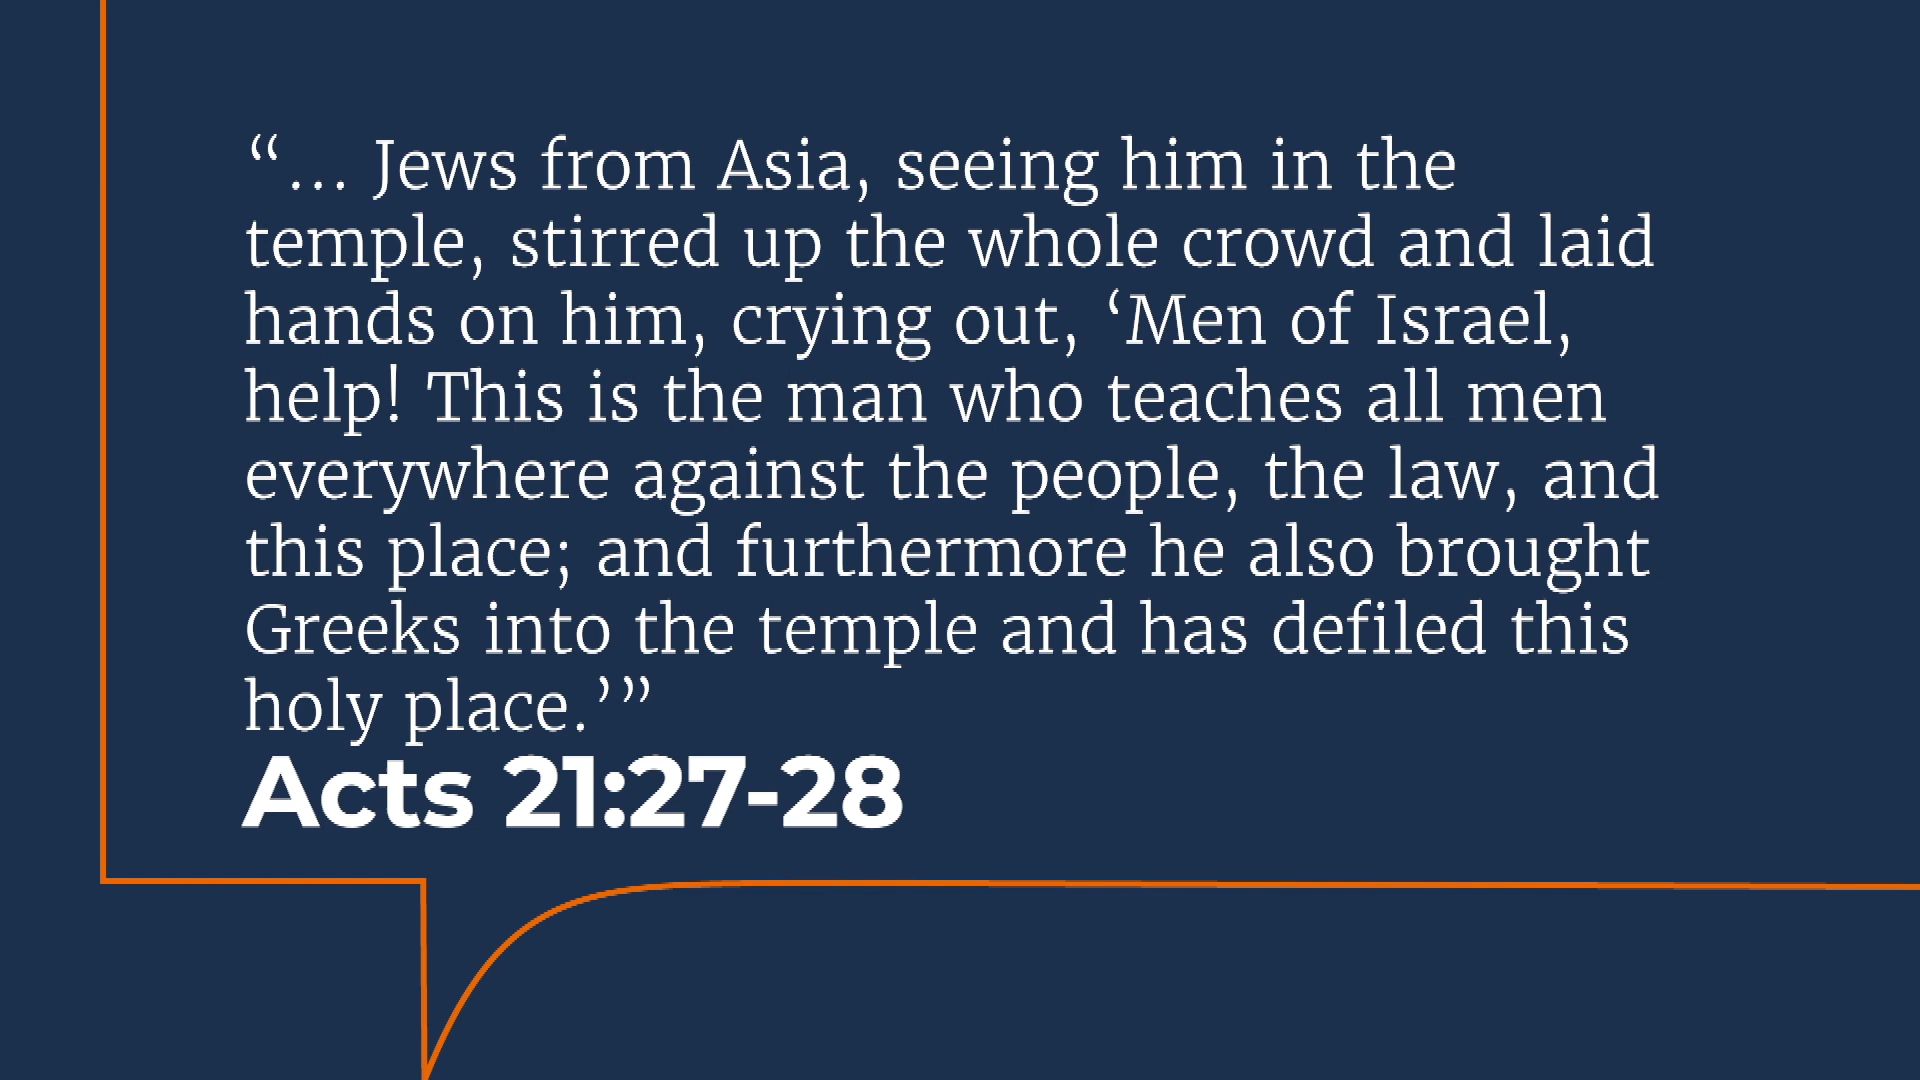 “... Jews from Asia, seeing him in the
temple, stirred up the whole crowd and laid
hands on him, crying out, ‘Men of Israel,
help! This is the man who teaches all men
everywhere against the people, the law, and
this place; and furthermore he also brought
Greeks into the temple and has defiled this
holy place.’”
Acts 21:27-28